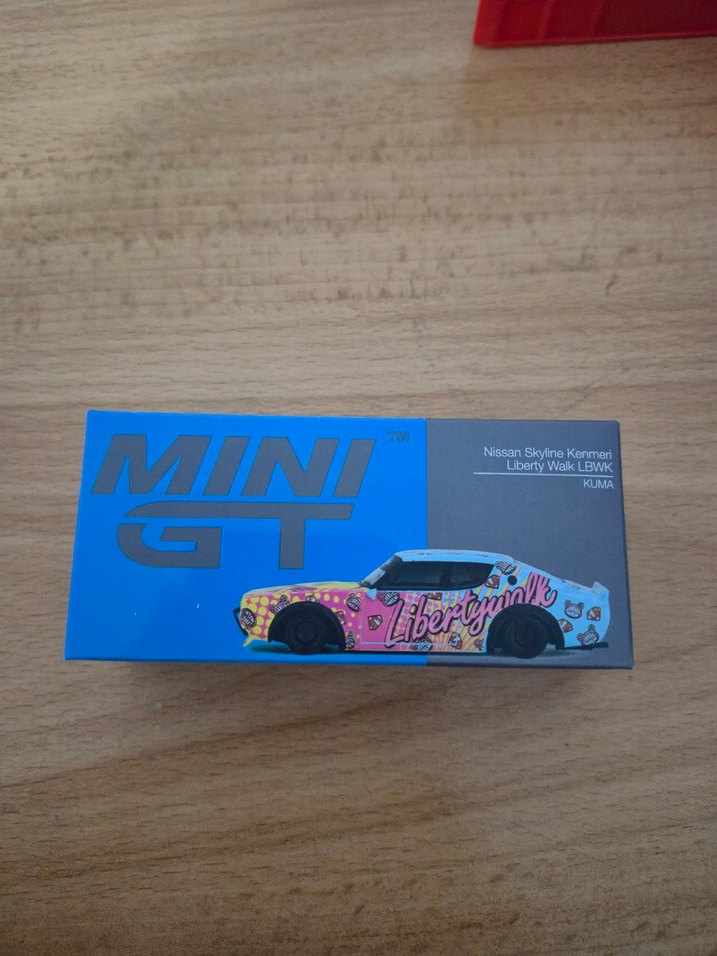 MINI
GT
TM
Nissan Skyline Kenmeri
Liberty Walk LBWK
KUMA
Libertywalk